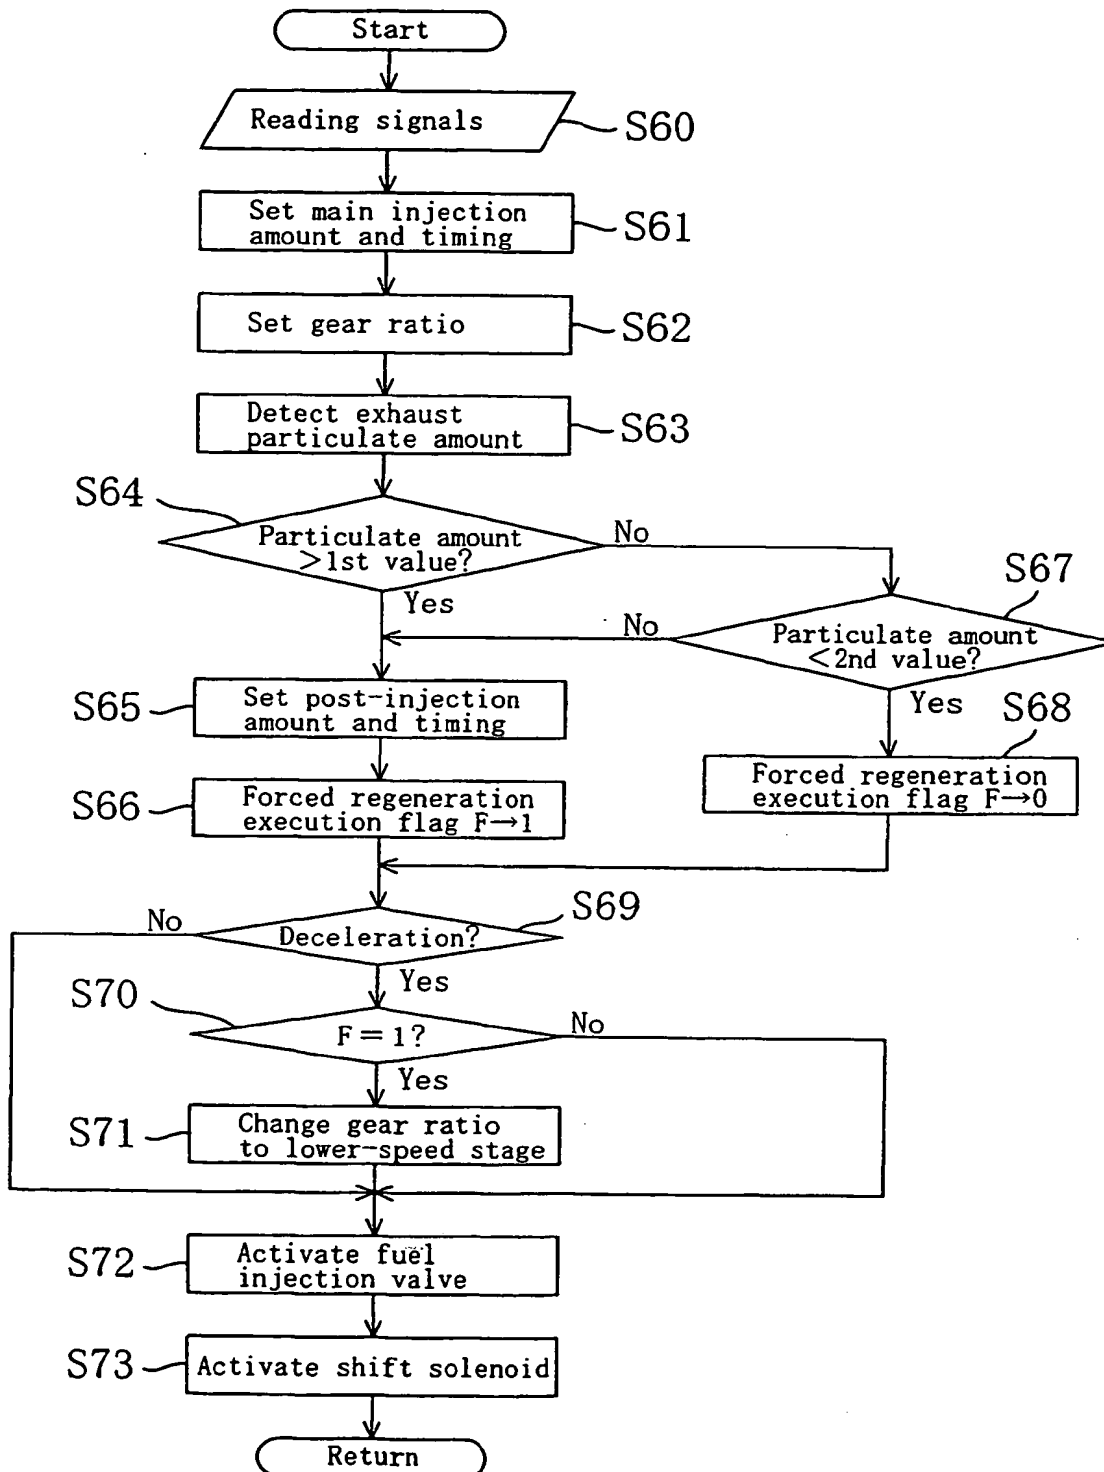 Start
Reading signals
S60
Set main injection
amount and timing
S61
Set gear ratio
S62
Detect exhaust
particulate amount
S63
S64
Particulate amount
>1st value?
No
Yes
S67
Particulate amount
<2nd value?
No
Yes
S65
Set post-injection
amount and timing
S68
Forced regeneration
execution flag F→0
S66
Forced regeneration
execution flag F→1
S69
No
Deceleration?
Yes
S70
F=1?
No
Yes
S71
Change gear ratio
to lower-speed stage
S72
Activate fuel
injection valve
S73
Activate shift solenoid
Return